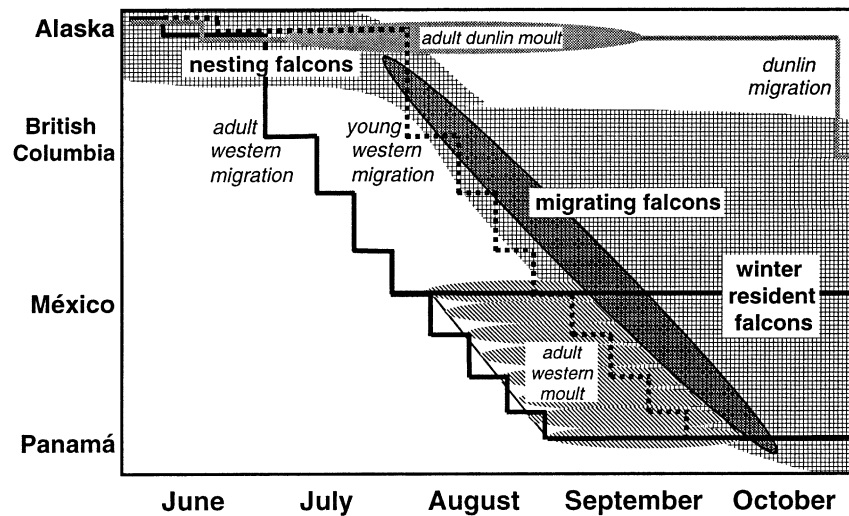 Alaska
adult dunlin moult
nesting falcons
dunlin
migration
British
Columbia
adult
western
migration
young
western
migration
migrating falcons
winter
resident
falcons
México
adult
western
moult
Panamá
June July August September October